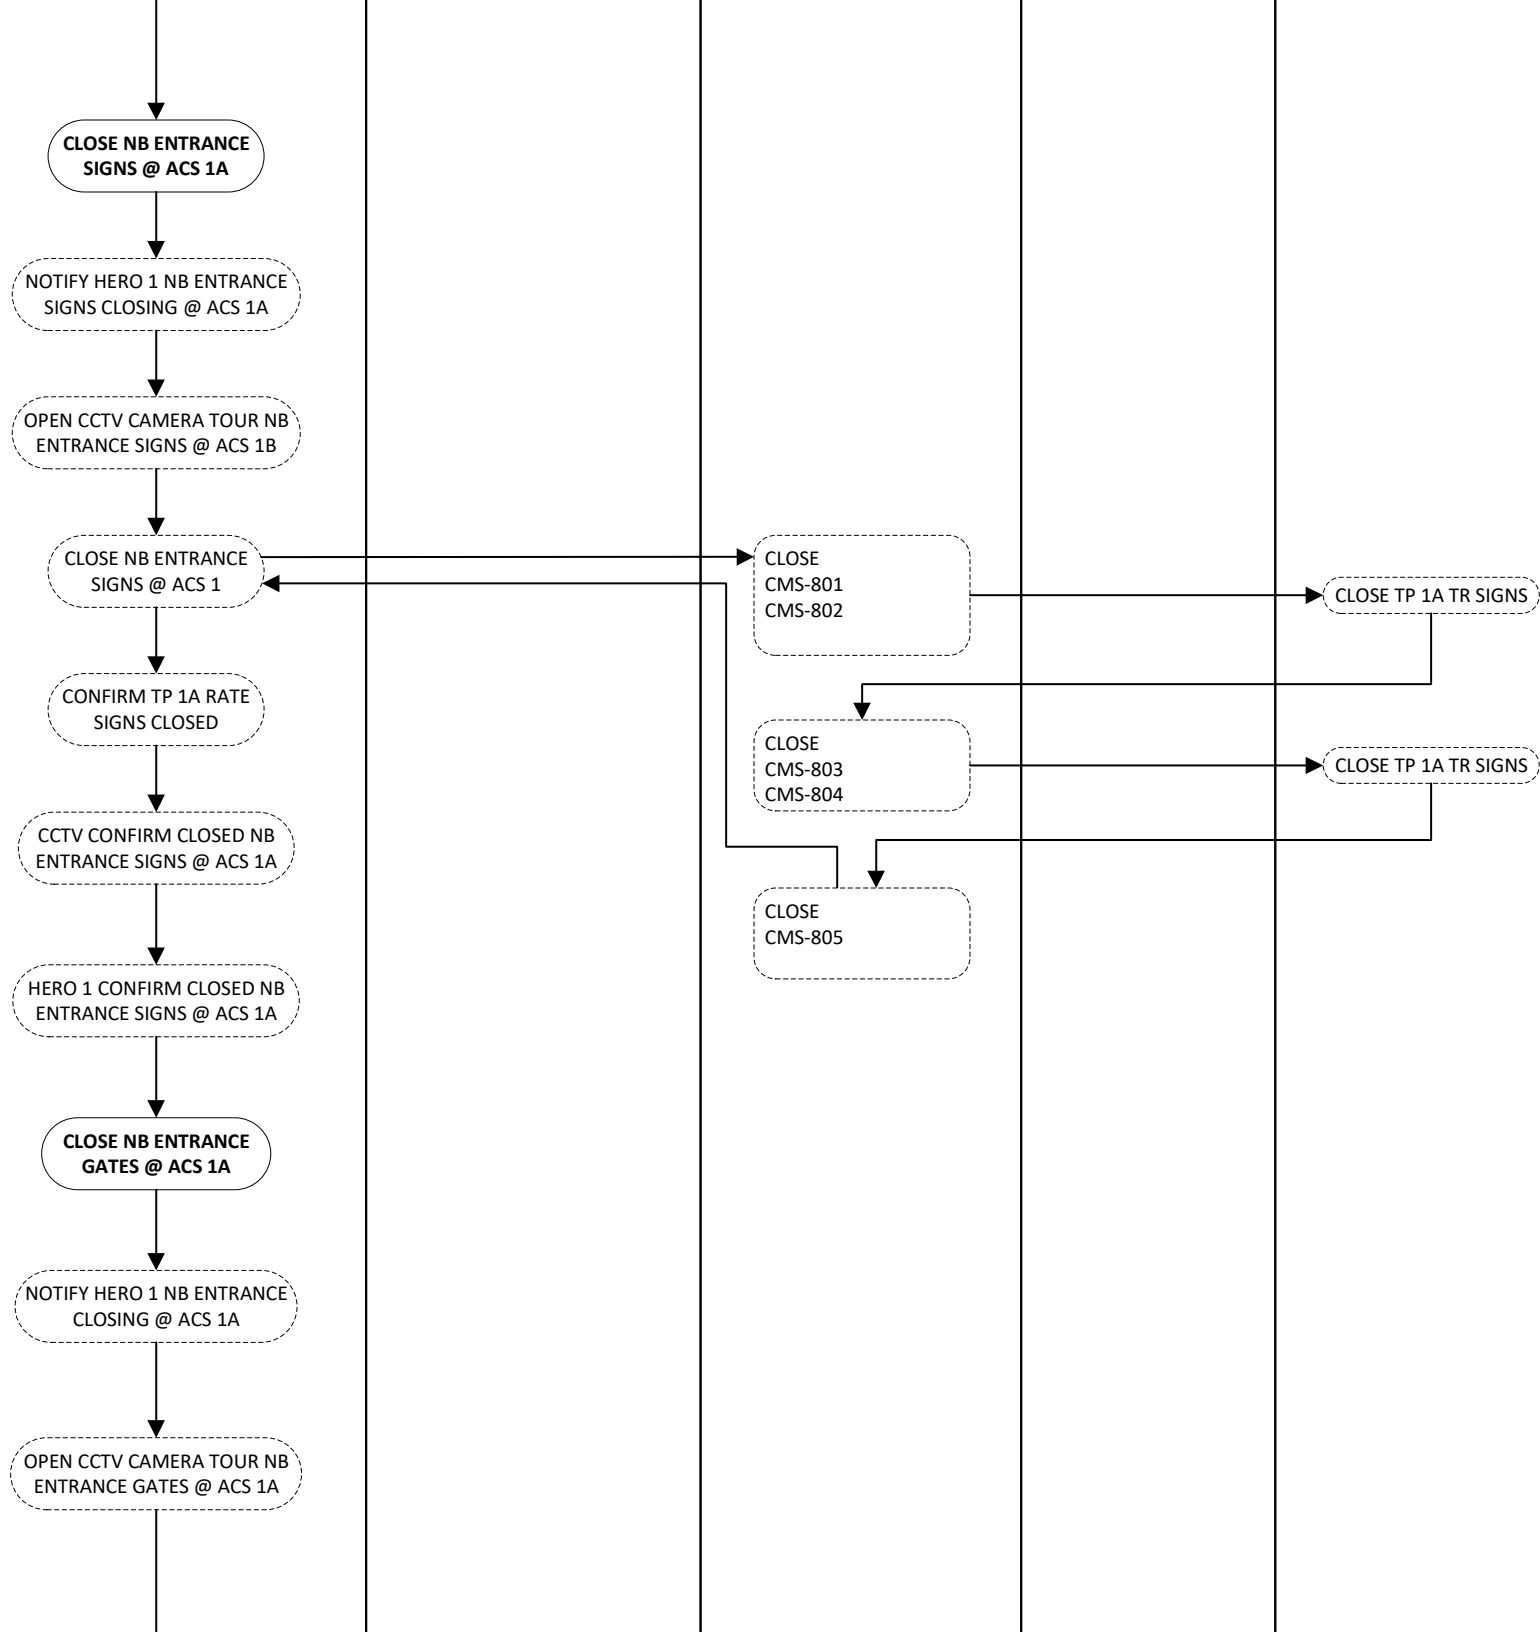 CLOSE NB ENTRANCE
SIGNS @ ACS 1A
NOTIFY HERO 1 NB ENTRANCE
SIGNS CLOSING @ ACS 1A
OPEN CCTV CAMERA TOUR NB
ENTRANCE SIGNS @ ACS 1B
CLOSE NB ENTRANCE
SIGNS @ ACS 1
CLOSE
CMS-801
CMS-802
CLOSE TP 1A TR SIGNS
CONFIRM TP 1A RATE
SIGNS CLOSED
CLOSE
CMS-803
CMS-804
CLOSE TP 1A TR SIGNS
CCTV CONFIRM CLOSED NB
ENTRANCE SIGNS @ ACS 1A
CLOSE
CMS-805
HERO 1 CONFIRM CLOSED NB
ENTRANCE SIGNS @ ACS 1A
CLOSE NB ENTRANCE
GATES @ ACS 1A
NOTIFY HERO 1 NB ENTRANCE
CLOSING @ ACS 1A
OPEN CCTV CAMERA TOUR NB
ENTRANCE GATES @ ACS 1A